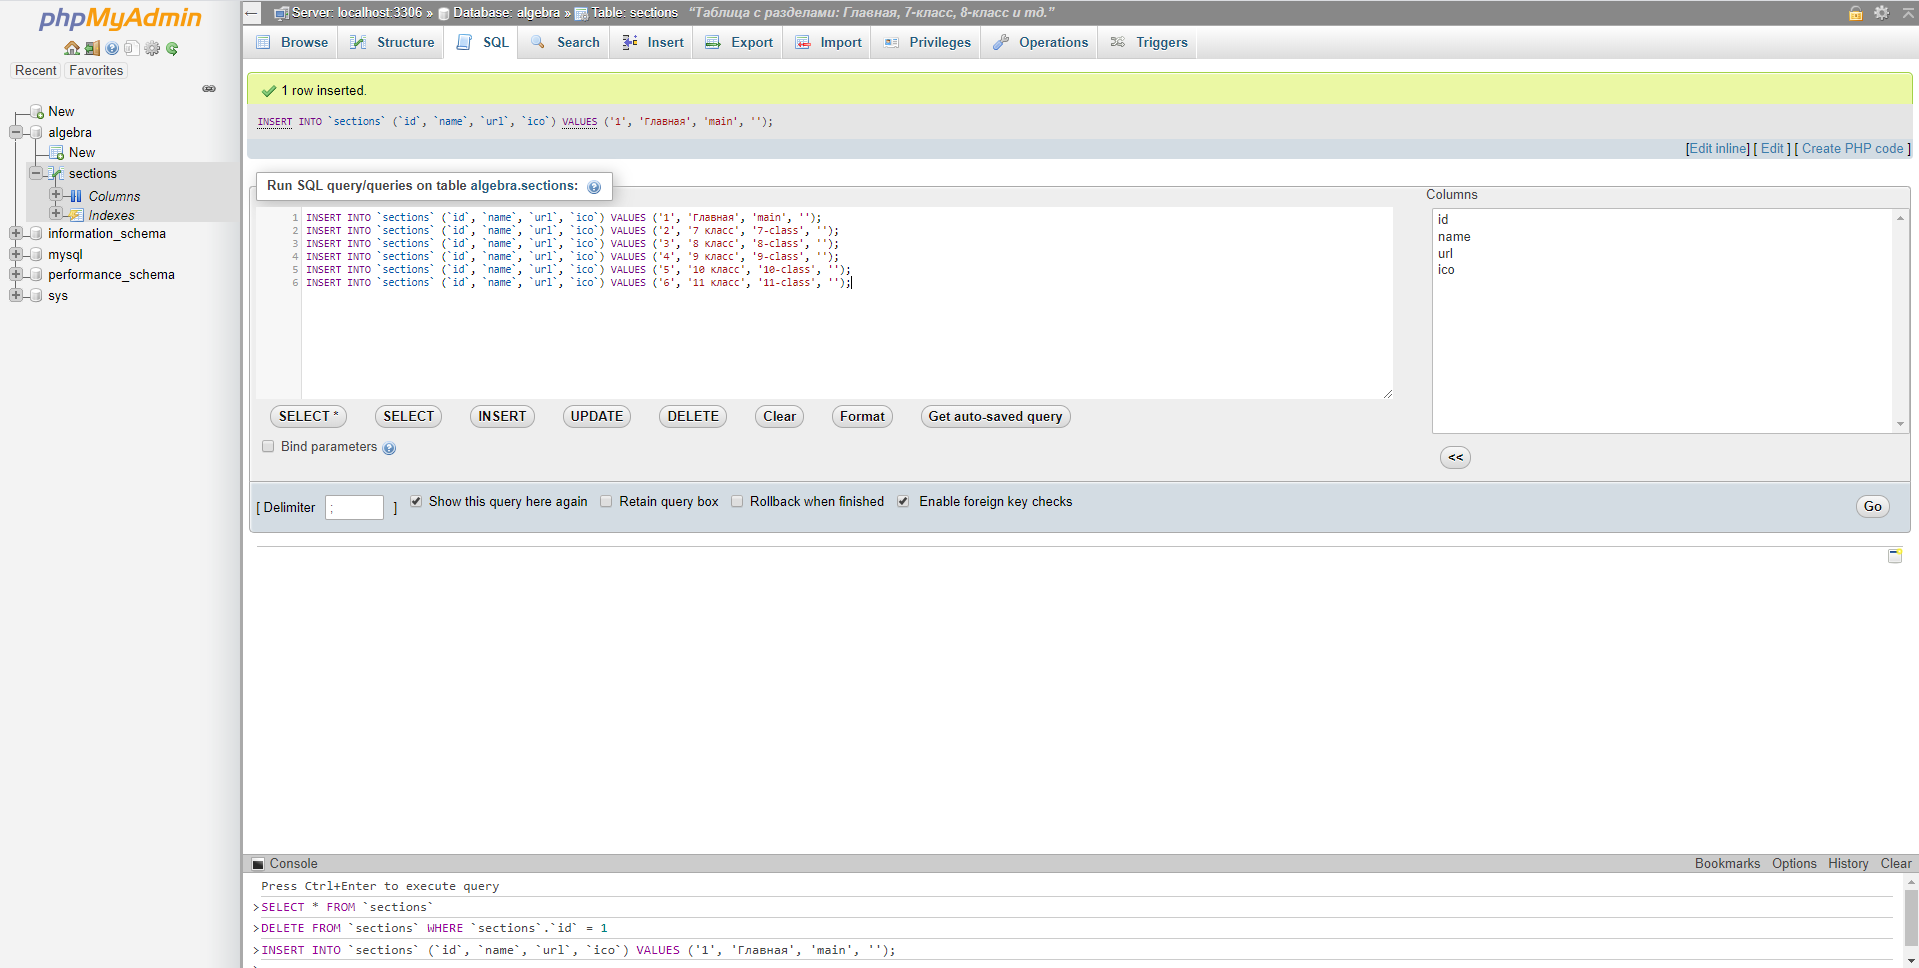 phpMyAdmin
Recent Favorites
New
algebra
New
sections
Columns
Indexes
information_schema
mysql
performance_schema
sys
Server: localhost:3306 » Database: algebra » Table: sections "Таблица с разделами: Главная, 7-класс, 8-класс и тд."
Browse Structure SQL Search Insert Export Import Privileges Operations Triggers
1 row inserted.
INSERT INTO `sections` (`id`, `name`, `url`, `ico`) VALUES ('1', 'Главная', 'main', '');
[Edit inline] [ Edit ] [ Create PHP code ]
Run SQL query/queries on table algebra.sections:
1 INSERT INTO `sections` (`id`, `name`, `url`, `ico`) VALUES ('1', 'Главная', 'main', '');
2 INSERT INTO `sections` (`id`, `name`, `url`, `ico`) VALUES ('2', '7 класс', '7-class', '');
3 INSERT INTO `sections` (`id`, `name`, `url`, `ico`) VALUES ('3', '8 класс', '8-class', '');
4 INSERT INTO `sections` (`id`, `name`, `url`, `ico`) VALUES ('4', '9 класс', '9-class', '');
5 INSERT INTO `sections` (`id`, `name`, `url`, `ico`) VALUES ('5', '10 класс', '10-class', '');
6 INSERT INTO `sections` (`id`, `name`, `url`, `ico`) VALUES ('6', '11 класс', '11-class', '');
Columns
id
name
url
ico
SELECT * SELECT INSERT UPDATE DELETE Clear Format Get auto-saved query
Bind parameters
<<
[ Delimiter ; ] Show this query here again Retain query box Rollback when finished Enable foreign key checks
Go
Console
Bookmarks Options History Clear
Press Ctrl+Enter to execute query
>SELECT * FROM `sections`
>DELETE FROM `sections` WHERE `sections`.`id` = 1
>INSERT INTO `sections` (`id`, `name`, `url`, `ico`) VALUES ('1', 'Главная', 'main', '');